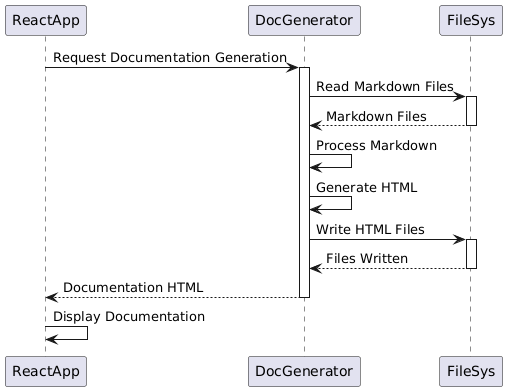 ReactApp DocGenerator FileSys
Request Documentation Generation
Read Markdown Files
Markdown Files
Process Markdown
Generate HTML
Write HTML Files
Files Written
Documentation HTML
Display Documentation
ReactApp DocGenerator FileSys